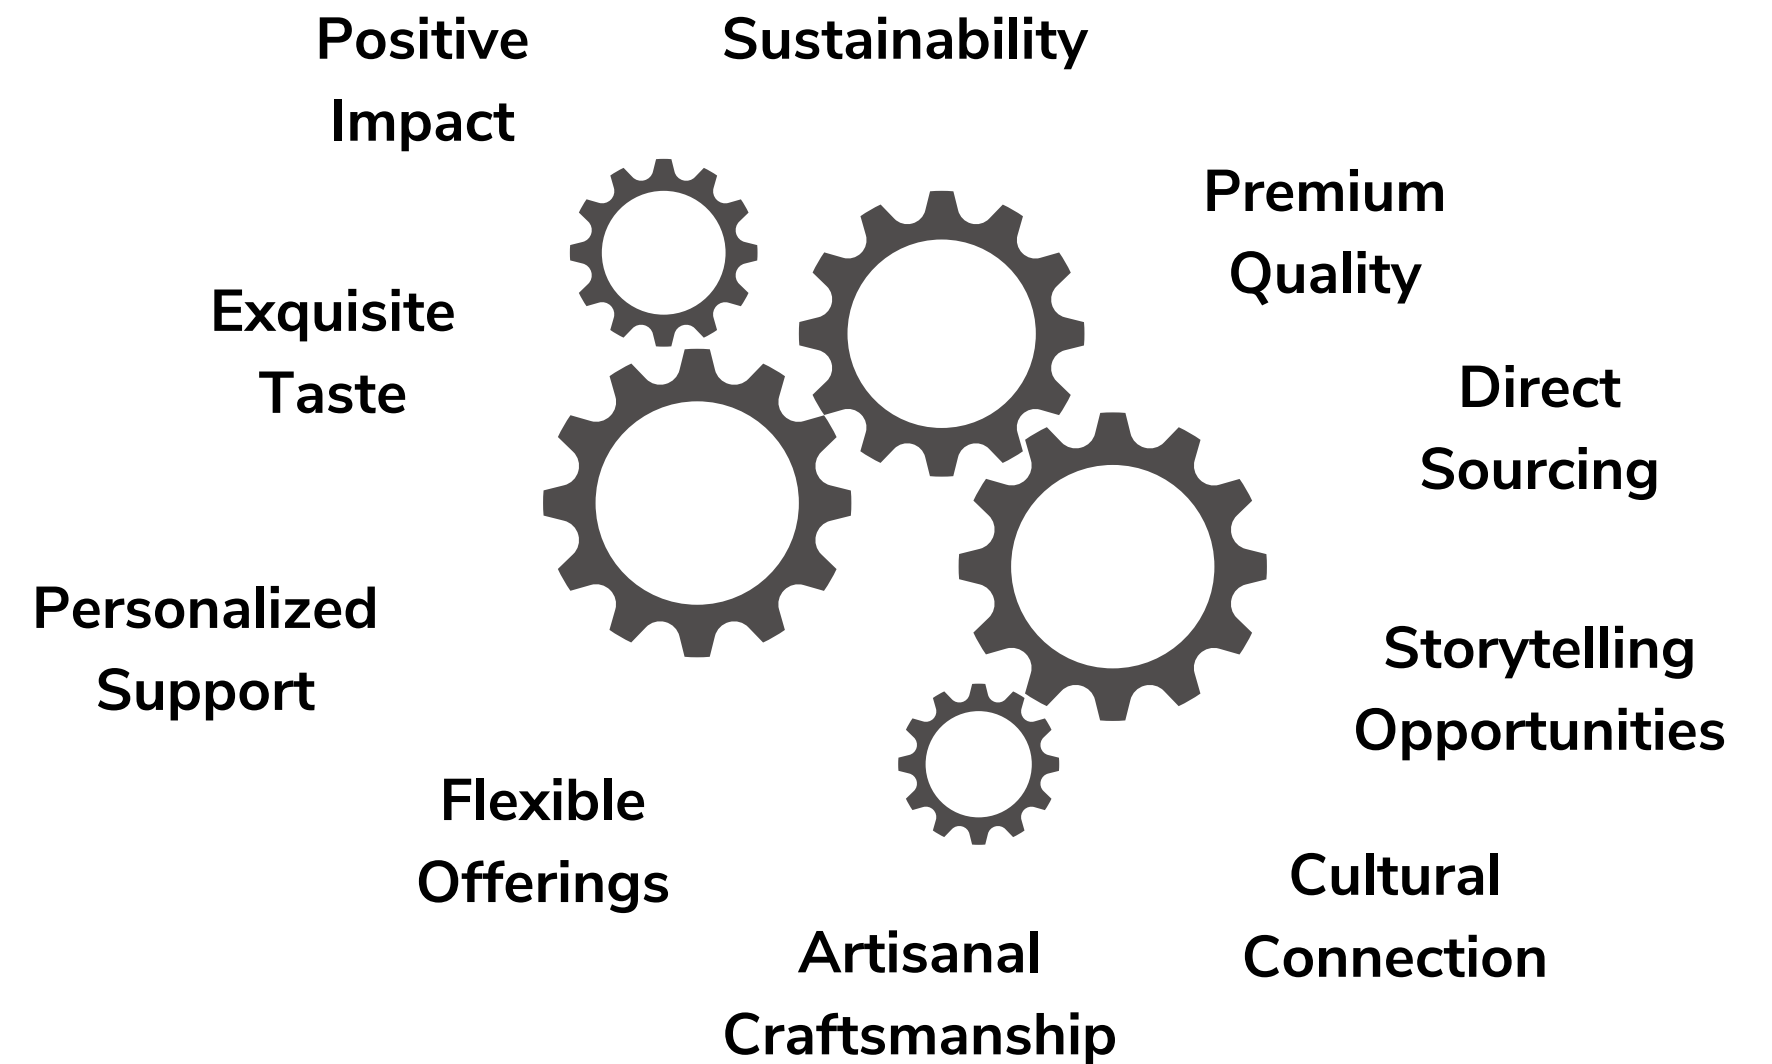 Positive
Impact
Sustainability
Premium
Quality
Exquisite
Taste
Direct
Sourcing
Personalized
Support
Storytelling
Opportunities
Flexible
Offerings
Cultural
Connection
Artisanal
Craftsmanship